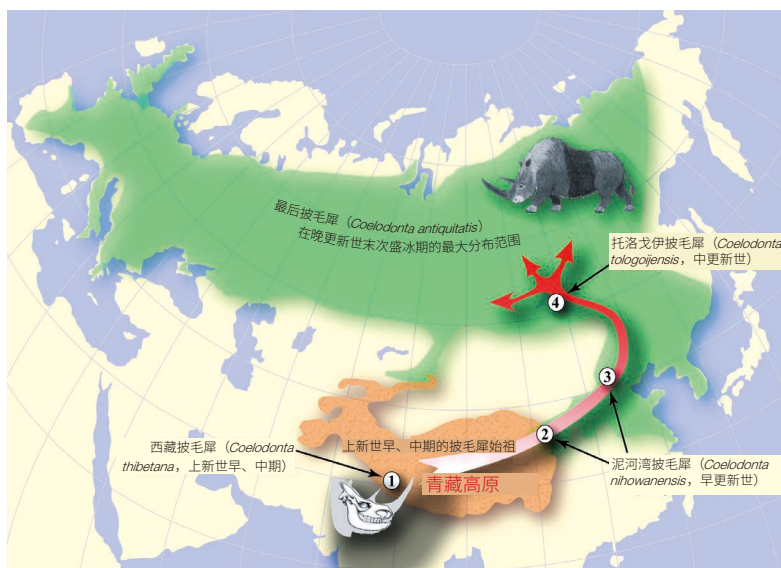 最后披毛犀（Coelodonta antiquitatis）
在晚更新世末次盛冰期的最大分布范围
托洛戈伊披毛犀（Coelodonta
tologoijensis，中更新世）
4
3
2
西藏披毛犀（Coelodonta
thibetana，上新世早、中期）
上新世早、中期的披毛犀始祖
1
青藏高原
泥河湾披毛犀（Coelodonta
nihowanensis，早更新世）